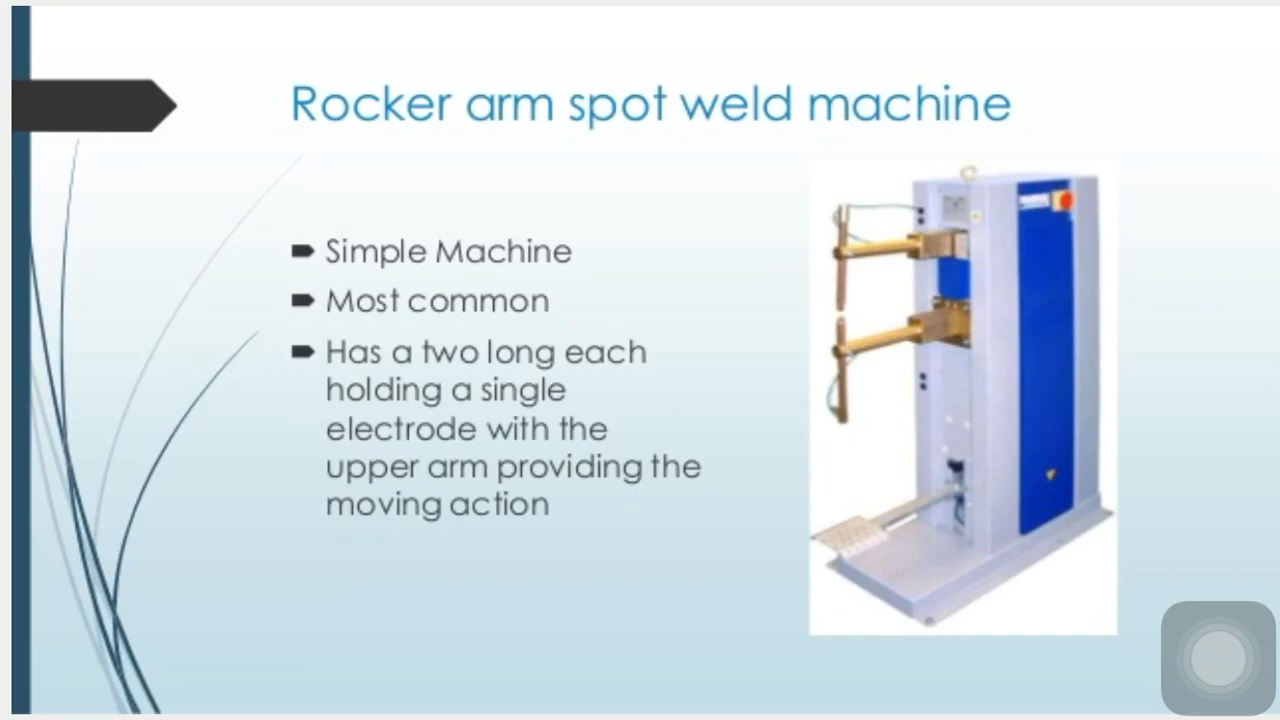 Rocker arm spot weld machine
Simple Machine
Most common
Has a two long each
holding a single
electrode with the
upper arm providing the
moving action